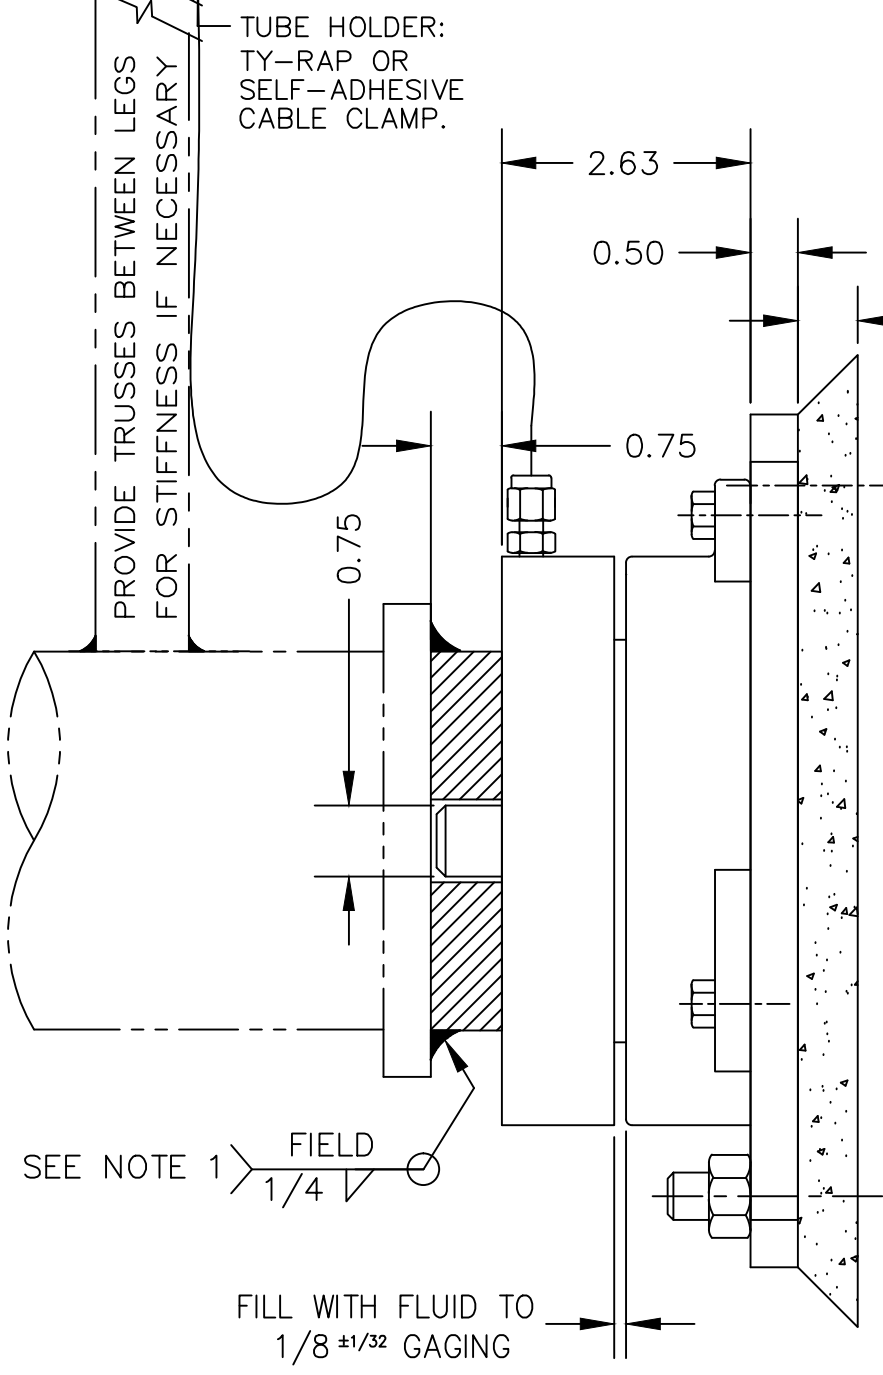 TUBE HOLDER:
TY-RAP OR
SELF-ADHESIVE
CABLE CLAMP.
PROVIDE TRUSSES BETWEEN LEGS
FOR STIFFNESS IF NECESSARY
2.63
0.50
0.75
0.75
SEE NOTE 1
FIELD
1/4
FILL WITH FLUID TO
1/8 ±1/32 GAGING